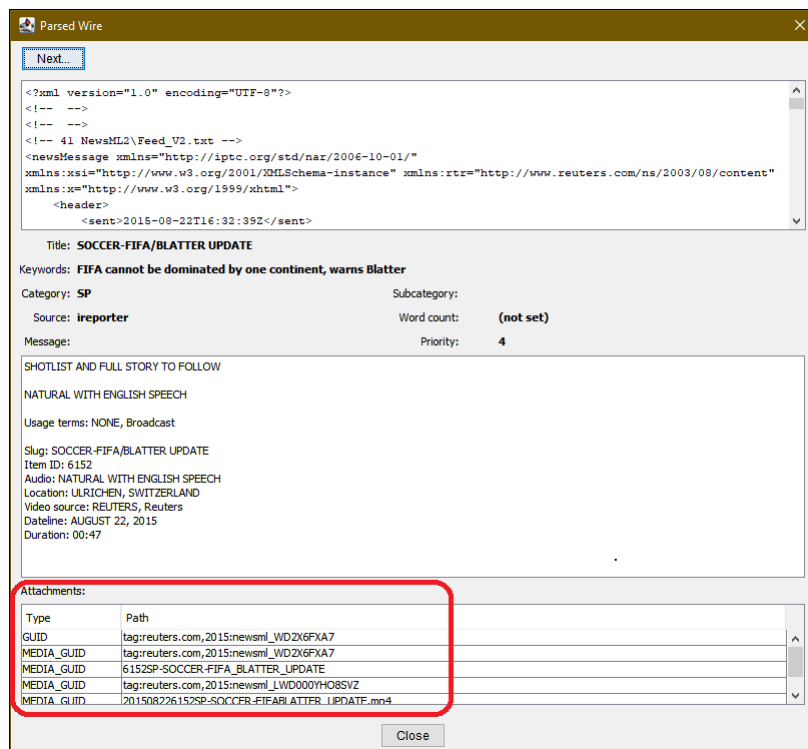 Parsed Wire
Next...
<?xml version="1.0" encoding="UTF-8"?>
<!-- -->
<!-- -->
<!-- 41 NewsML2\Feed_V2.txt -->
<newsMessage xmlns="http://iptc.org/std/nar/2006-10-01/"
xmlns:xsi="http://www.w3.org/2001/XMLSchema-instance" xmlns:rtr="http://www.reuters.com/ns/2003/08/content"
xmlns:x="http://www.w3.org/1999/xhtml">
<header>
<sent>2015-08-22T16:32:39Z</sent>
Title: SOCCER-FIFA/BLATTER UPDATE
Keywords: FIFA cannot be dominated by one continent, warns Blatter
Category: SP Subcategory:
Source: ireporter Word count: (not set)
Message: Priority: 4
SHOTLIST AND FULL STORY TO FOLLOW
NATURAL WITH ENGLISH SPEECH
Usage terms: NONE, Broadcast
Slug: SOCCER-FIFA/BLATTER UPDATE
Item ID: 6152
Audio: NATURAL WITH ENGLISH SPEECH
Location: ULRICHEN, SWITZERLAND
Video source: REUTERS, Reuters
Dateline: AUGUST 22, 2015
Duration: 00:47
Attachments:
Type Path
GUID tag:reuters.com,2015:newsml_WD2X6FXA7
MEDIA_GUID tag:reuters.com,2015:newsml_WD2X6FXA7
MEDIA_GUID 6152SP-SOCCER-FIFA_BLATTER_UPDATE
MEDIA_GUID tag:reuters.com,2015:newsml_LWD000YHO8SVZ
MEDIA_GUID 201508226152SP-SOCCER-FIFABLATTER_UPDATE.mp4
Close